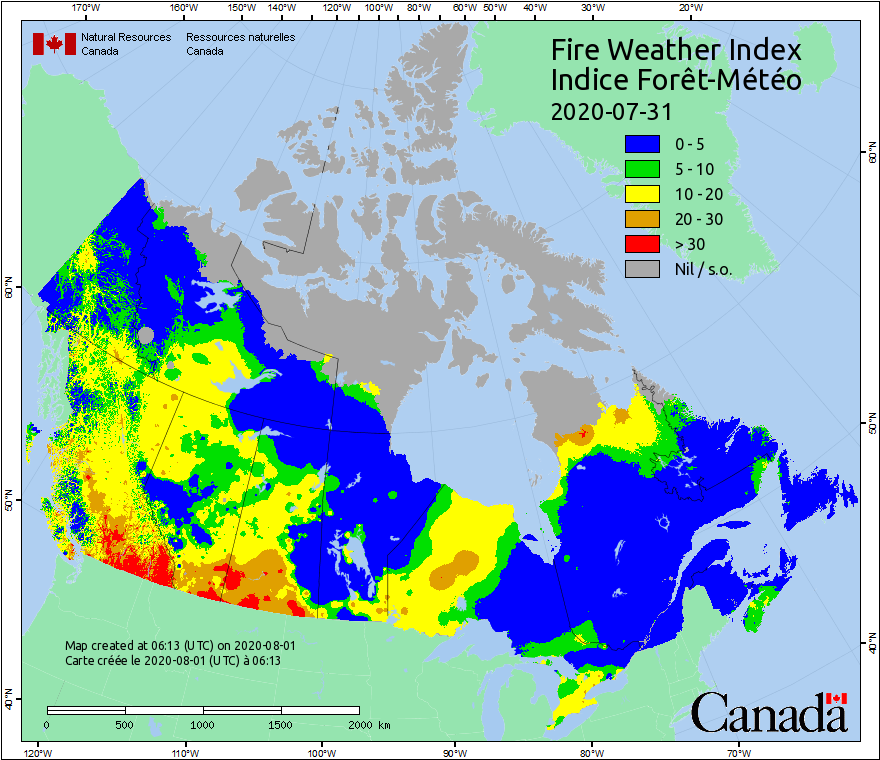 170°W 160°W 150°W 140°W 120°W 100°W 80°W 60°W 50°W 40°W 30°W 20°W
Natural Resources Ressources naturelles
Canada Canada
Fire Weather Index
Indice Forêt-Météo
2020-07-31
0 - 5
5 - 10
10 - 20
20 - 30
> 30
Nil / s.o.
60°N
60°N
50°N
50°N
40°N
40°N
Map created at 06:13 (UTC) on 2020-08-01
Carte créée le 2020-08-01 (UTC) à 06:13
0 500 1000 1500 2000 km
Canada
120°W 110°W 100°W 90°W 80°W 70°W